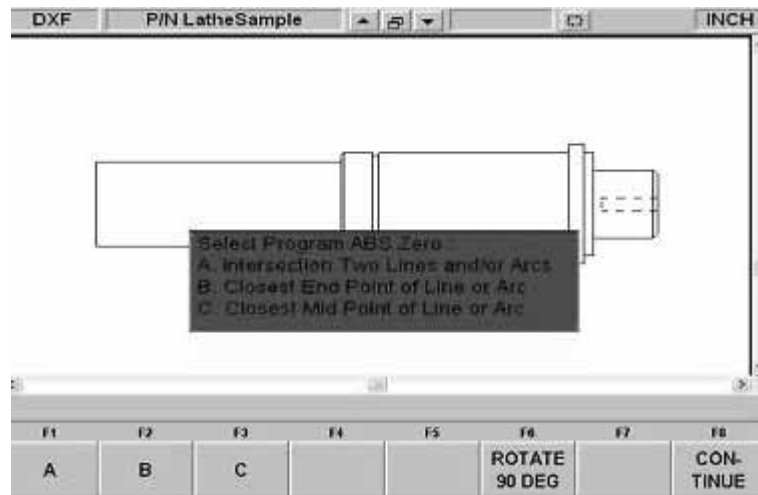 DXF P/N LatheSample INCH
Select Program ABS Zero :
A. Intersection Two Lines and/or Arcs
B. Closest End Point of Line or Arc
C. Closest Mid Point of Line or Arc
F1 F2 F3 F4 F5 F6 F7 F8
A B C ROTATE 90 DEG CON-TINUE